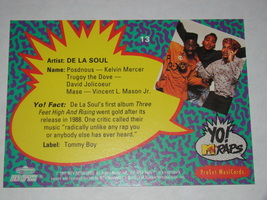 13
Artist: DE LA SOUL
Name: Posdnous — Kelvin Mercer
Trugoy the Dove —
David Jolicoeur
Mase — Vincent L. Mason Jr.
Yo! Fact: De La Soul's first album Three
Feet High And Rising went gold after its
release in 1988. One critic called their
music "radically unlike any rap you
or anybody else has ever heard."
Label: Tommy Boy
YO!
MTV RAPS
ProSet MusiCards